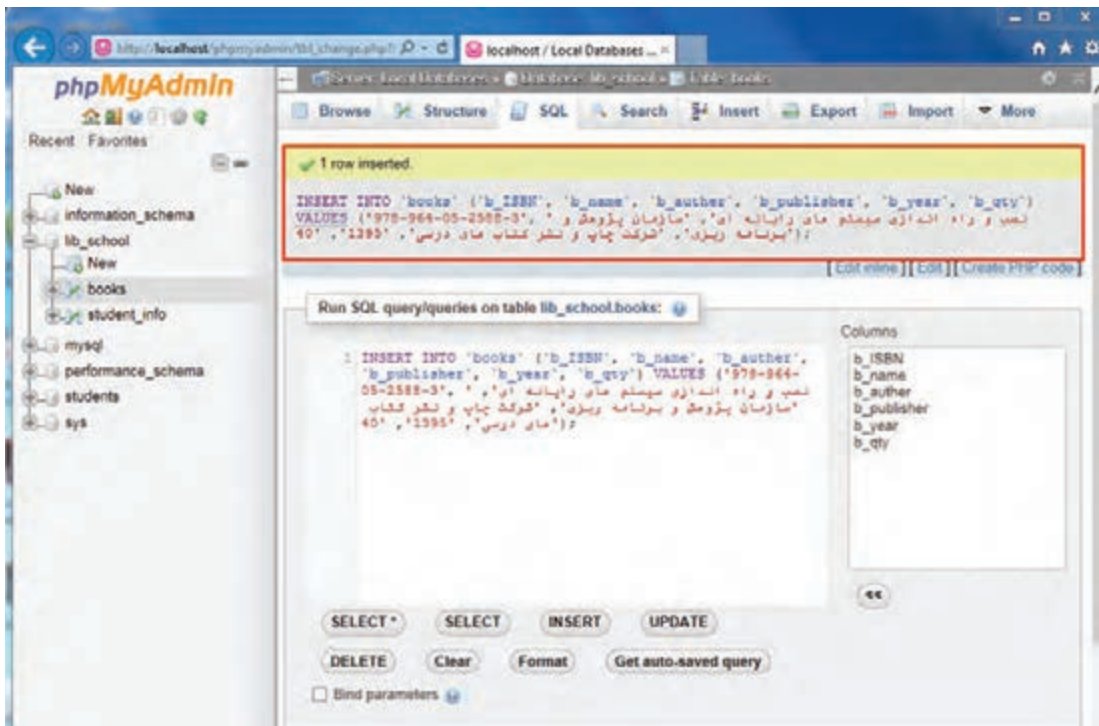 http://localhost/phpmyadmin/tbl_change.php?
localhost / Local Databases ...
phpMyAdmin
Recent Favorites
New
information_schema
lib_school
New
books
student_info
mysql
performance_schema
students
sys
Server: Local Databases » Database: lib_school » Table: books
Browse Structure SQL Search Insert Export Import More
1 row inserted.
INSERT INTO `books` (`b_ISBN`, `b_name`, `b_auther`, `b_publisher`, `b_year`, `b_qty`)
VALUES ('978-964-05-2588-3', 'نصب و راه اندازی سیستم های رایانه ای', 'سازمان پژوهش و
برنامه ریزی', 'شرکت چاپ و نشر کتاب های درسی', '1395', '40');
[ Edit inline ] [ Edit ] [ Create PHP code ]
Run SQL query/queries on table lib_school.books:
1 INSERT INTO `books` (`b_ISBN`, `b_name`, `b_auther`,
`b_publisher`, `b_year`, `b_qty`) VALUES ('978-964-
05-2588-3', 'نصب و راه اندازی سیستم های رایانه ای', '
سازمان پژوهش و برنامه ریزی', 'شرکت چاپ و نشر کتاب
های درسی', '1395', '40');
Columns
b_ISBN
b_name
b_auther
b_publisher
b_year
b_qty
<<
SELECT * SELECT INSERT UPDATE
DELETE Clear Format Get auto-saved query
Bind parameters